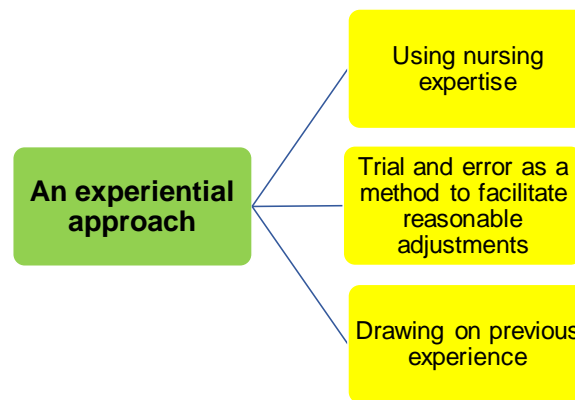 An experiential
approach
Using nursing
expertise
Trial and error as a
method to facilitate
reasonable
adjustments
Drawing on previous
experience